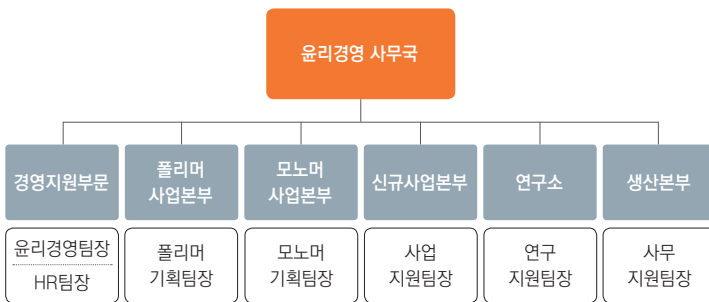 윤리경영 사무국
경영지원부문
폴리머
사업본부
모노머
사업본부
신규사업본부
연구소
생산본부
윤리경영팀장
HR팀장
폴리머
기획팀장
모노머
기획팀장
사업
지원팀장
연구
지원팀장
사무
지원팀장